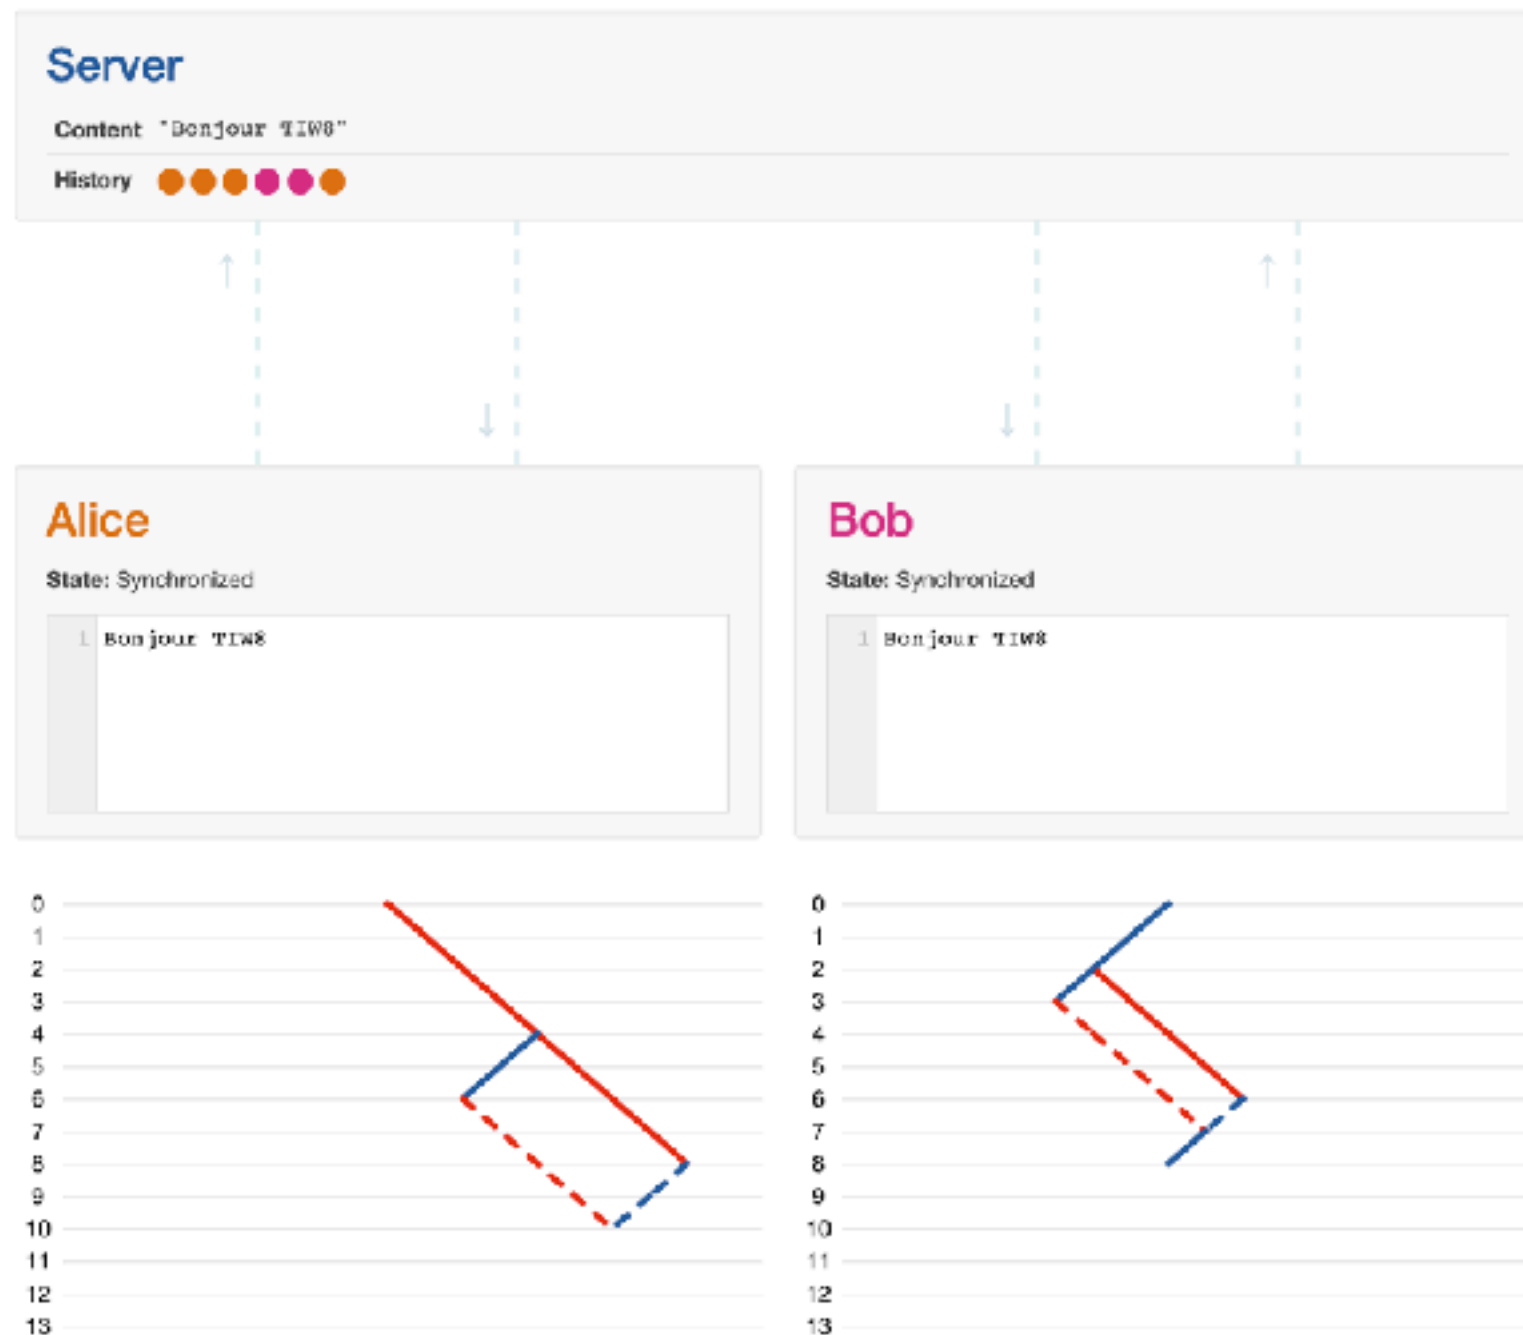 Server
Content "Bonjour TIW8"
History
↑ ↓ ↓ ↑
Alice
State: Synchronized
1 Bonjour TIW8
Bob
State: Synchronized
1 Bonjour TIW8
0
1
2
3
4
5
6
7
8
9
10
11
12
13
0
1
2
3
4
5
6
7
8
9
10
11
12
13